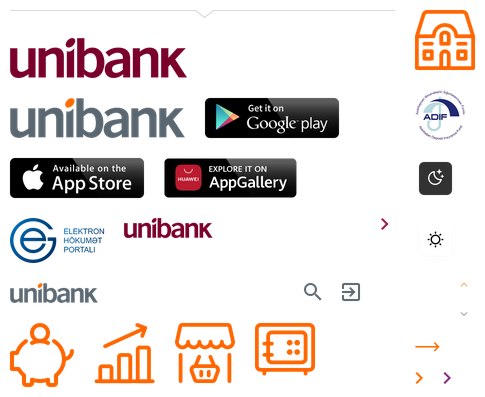 unibank
unibank
Get it on
Google play
ADIF
Available on the
App Store
HUAWEI
EXPLORE IT ON
AppGallery
ELEKTRON
HÖKUMƏT
PORTALI
unibank
unibank